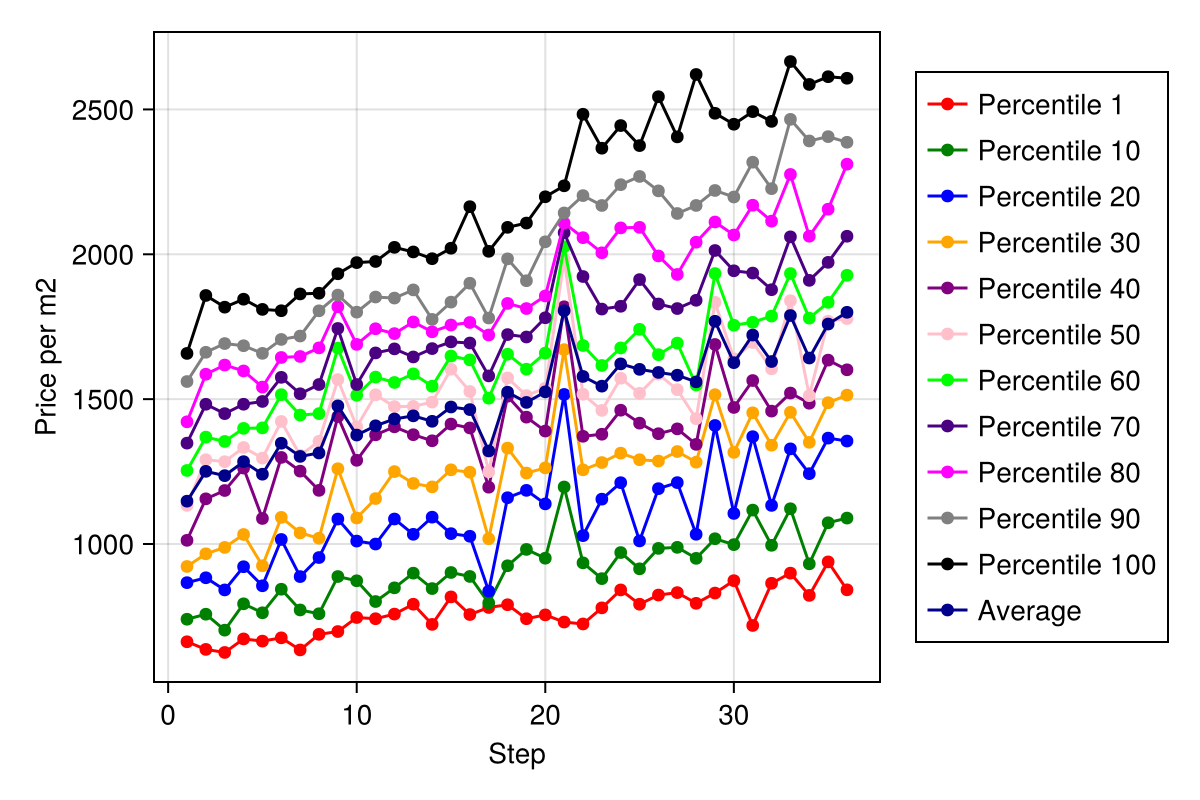 2500
2000
1500
1000
Price per m2
0
10
20
30
Step
Percentile 1
Percentile 10
Percentile 20
Percentile 30
Percentile 40
Percentile 50
Percentile 60
Percentile 70
Percentile 80
Percentile 90
Percentile 100
Average